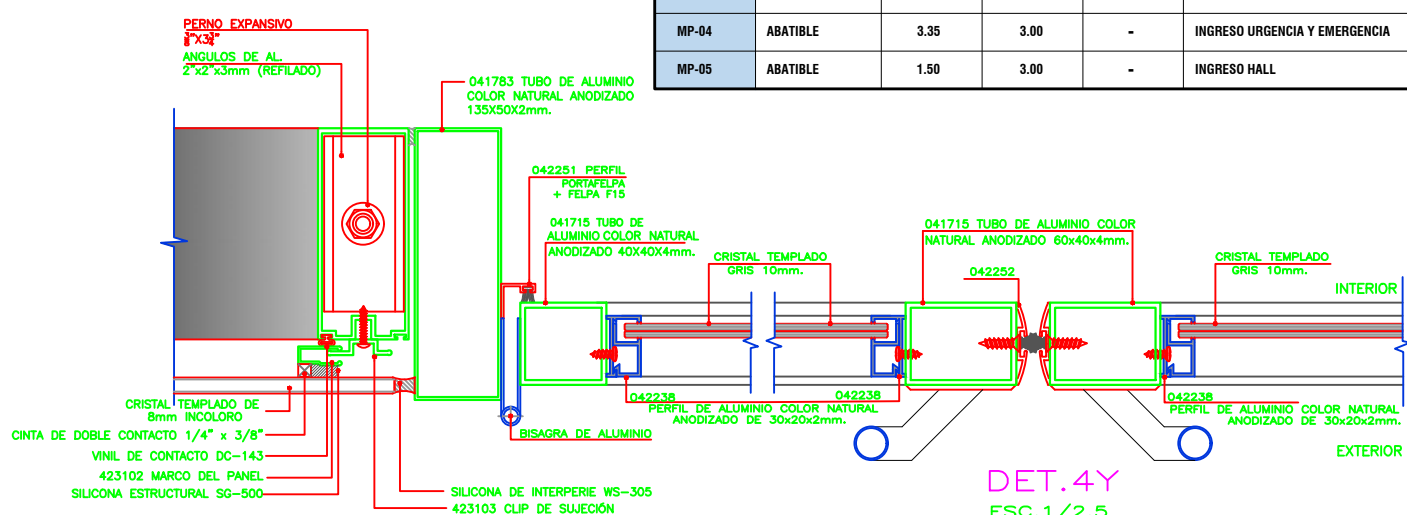 MP-04 ABATIBLE 3.35 3.00 - INGRESO URGENCIA Y EMERGENCIA
MP-05 ABATIBLE 1.50 3.00 - INGRESO HALL
PERNO EXPANSIVO
ANGULOS DE AL.
2"x2"x3mm (REFILADO)
041783 TUBO DE ALUMINIO
COLOR NATURAL ANODIZADO
135X50X2mm.
042251 PERFIL
PORTAFELPA
+ FELPA F15
041715 TUBO DE
ALUMINIO COLOR NATURAL
ANODIZADO 40X40X4mm.
CRISTAL TEMPLADO
GRIS 10mm.
041715 TUBO DE ALUMINIO COLOR
NATURAL ANODIZADO 60x40x4mm.
042252
CRISTAL TEMPLADO
GRIS 10mm.
INTERIOR
042238
042238
PERFIL DE ALUMINIO COLOR NATURAL
ANODIZADO DE 30x20x2mm.
042238
PERFIL DE ALUMINIO COLOR NATURAL
ANODIZADO DE 30x20x2mm.
EXTERIOR
CRISTAL TEMPLADO DE
8mm INCOLORO
CINTA DE DOBLE CONTACTO 1/4" x 3/8"
VINIL DE CONTACTO DC-143
423102 MARCO DEL PANEL
SILICONA ESTRUCTURAL SG-500
BISAGRA DE ALUMINIO
SILICONA DE INTERPERIE WS-305
423103 CLIP DE SUJECIÓN
DET.4Y
ESC 1/2.5